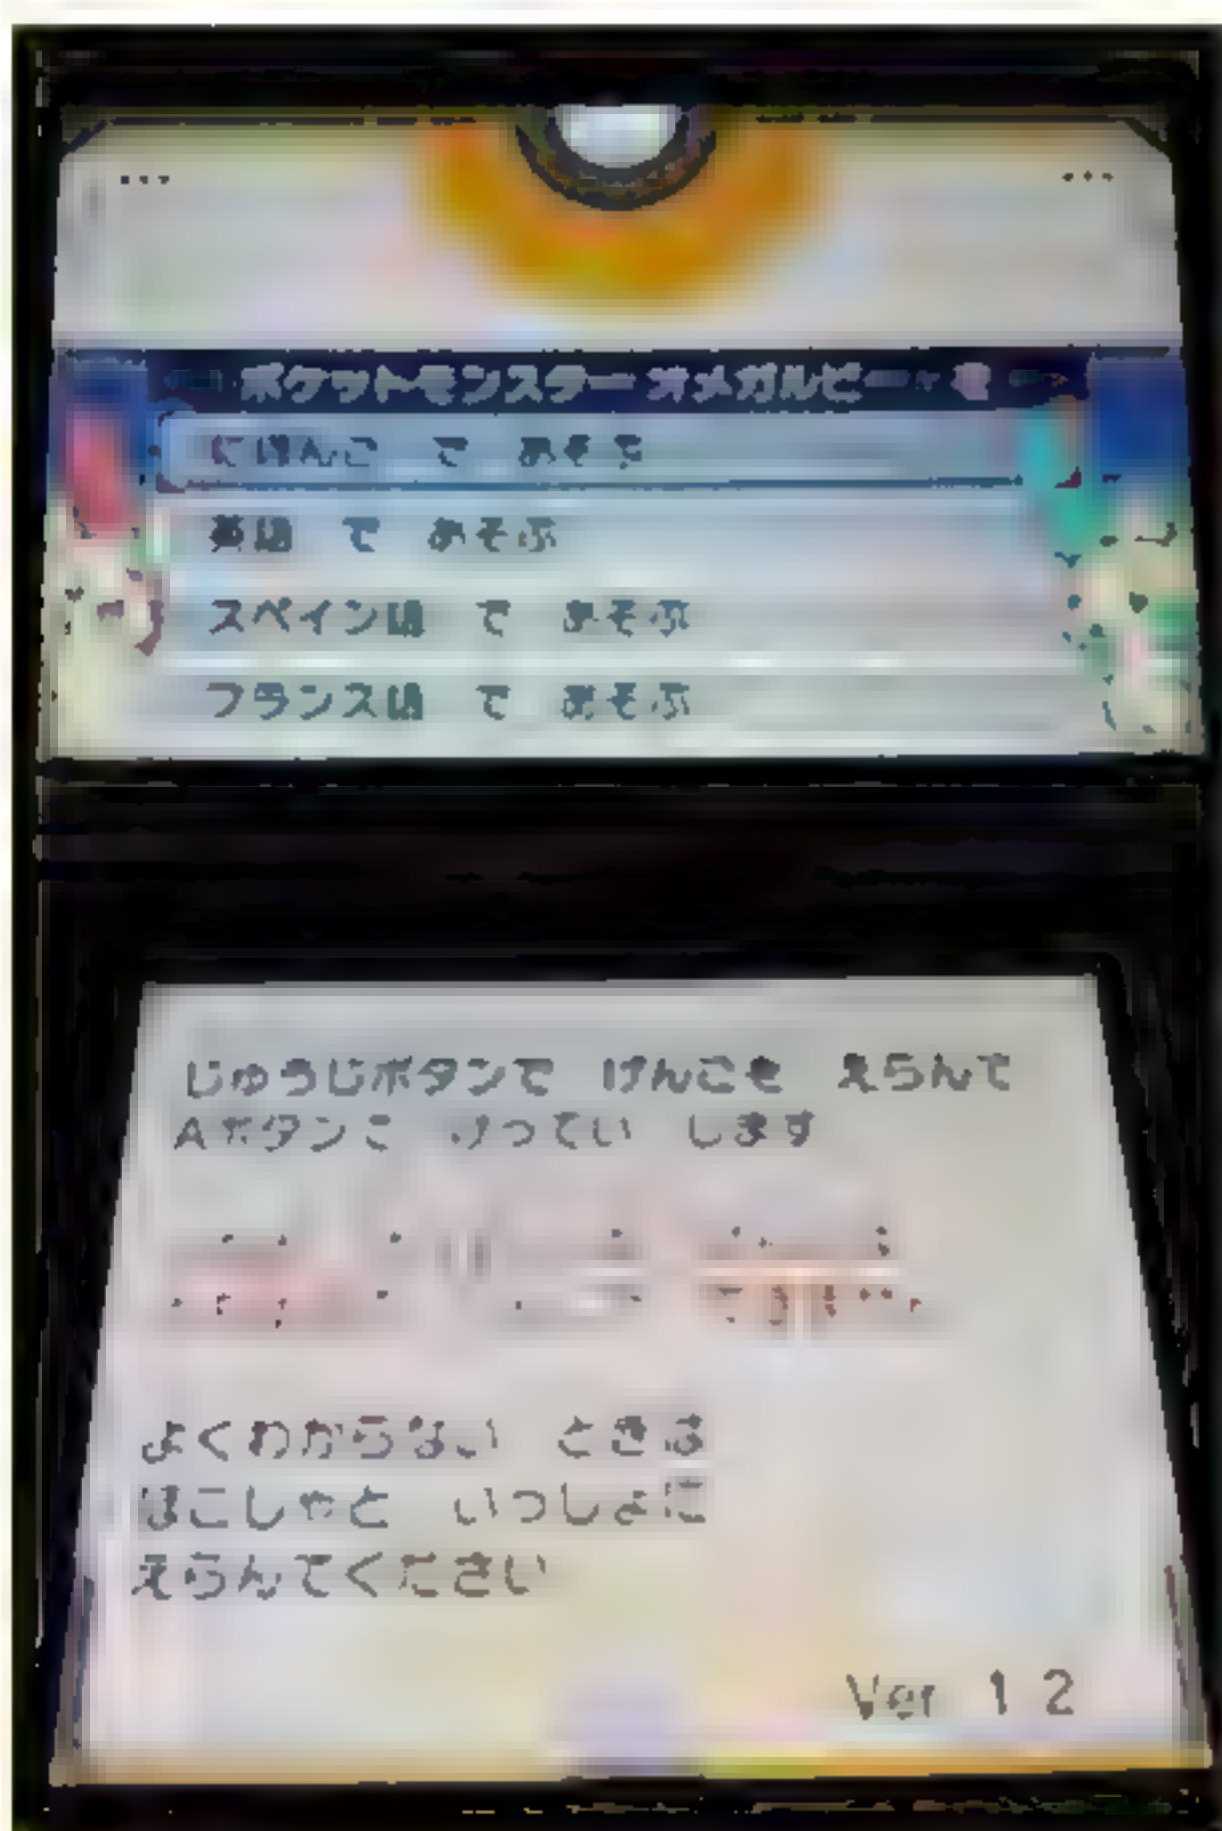 ポケットモンスター オメガルビー
にほんご で あそぶ
英語 で あそぶ
スペイン語 で あそぶ
フランス語 で あそぶ
じゅうじボタンで げんごを えらんで
Aボタンで けってい します
よくわからない ときは
ほごしゃと いっしょに
えらんでください
Ver 1.2